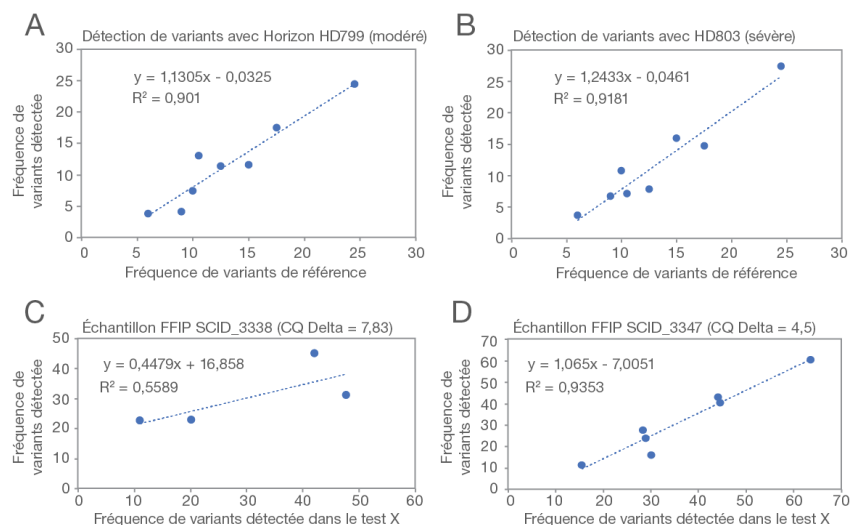 A
Détection de variants avec Horizon HD799 (modéré)
y = 1,1305x - 0,0325
R² = 0,901
Fréquence de
variants détectée
30
25
20
15
10
5
0
0 5 10 15 20 25 30
Fréquence de variants de référence
B
Détection de variants avec HD803 (sévère)
y = 1,2433x - 0,0461
R² = 0,9181
Fréquence de
variants détectée
30
25
20
15
10
5
0
0 5 10 15 20 25 30
Fréquence de variants de référence
C
Échantillon FFIP SCID_3338 (CQ Delta = 7,83)
y = 0,4479x + 16,858
R² = 0,5589
Fréquence de
variants détectée
50
40
30
20
10
0
0 10 20 30 40 50 60
Fréquence de variants détectée dans le test X
D
Échantillon FFIP SCID_3347 (CQ Delta = 4,5)
y = 1,065x - 7,0051
R² = 0,9353
Fréquence de
variants détectée
70
60
50
40
30
20
10
0
0 10 20 30 40 50 60 70
Fréquence de variants détectée dans le test X